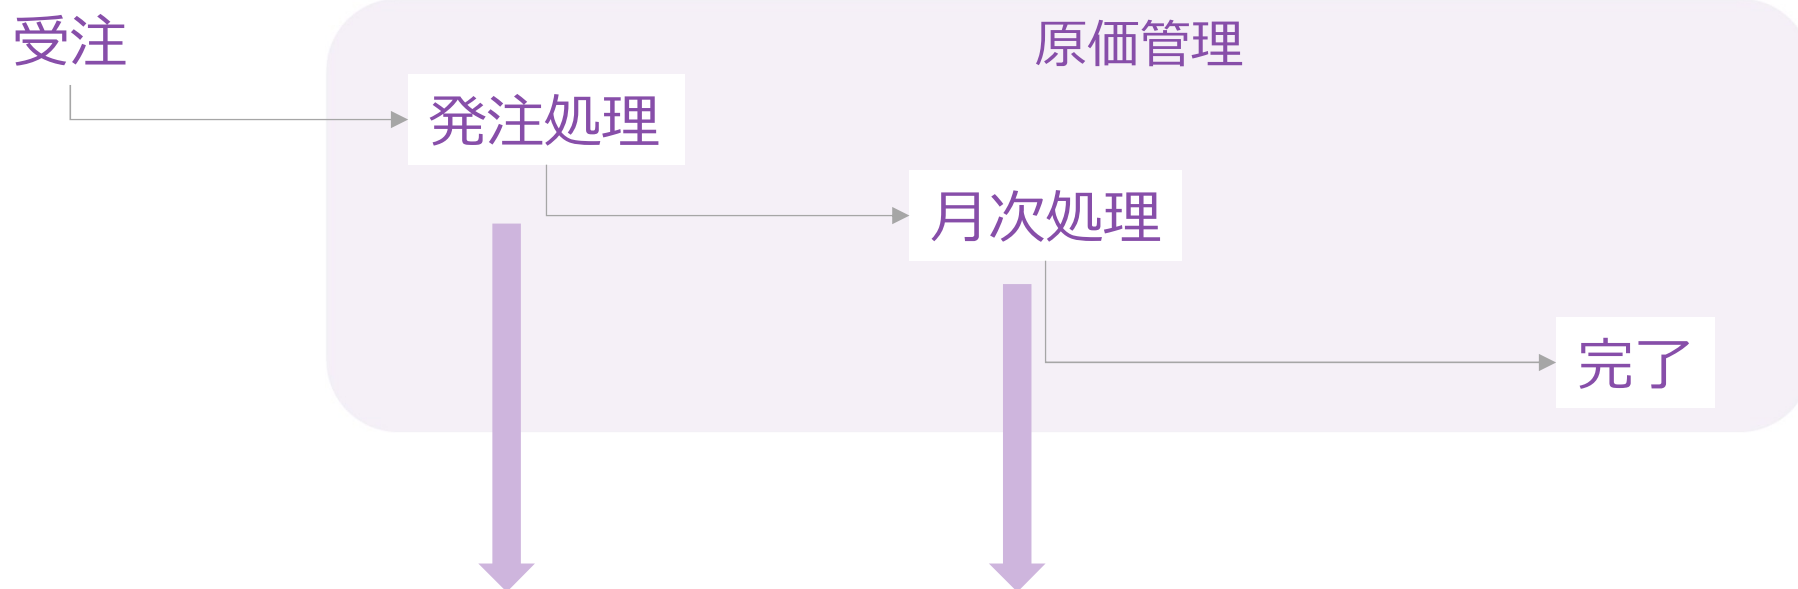 受注
原価管理
発注処理
月次処理
完了